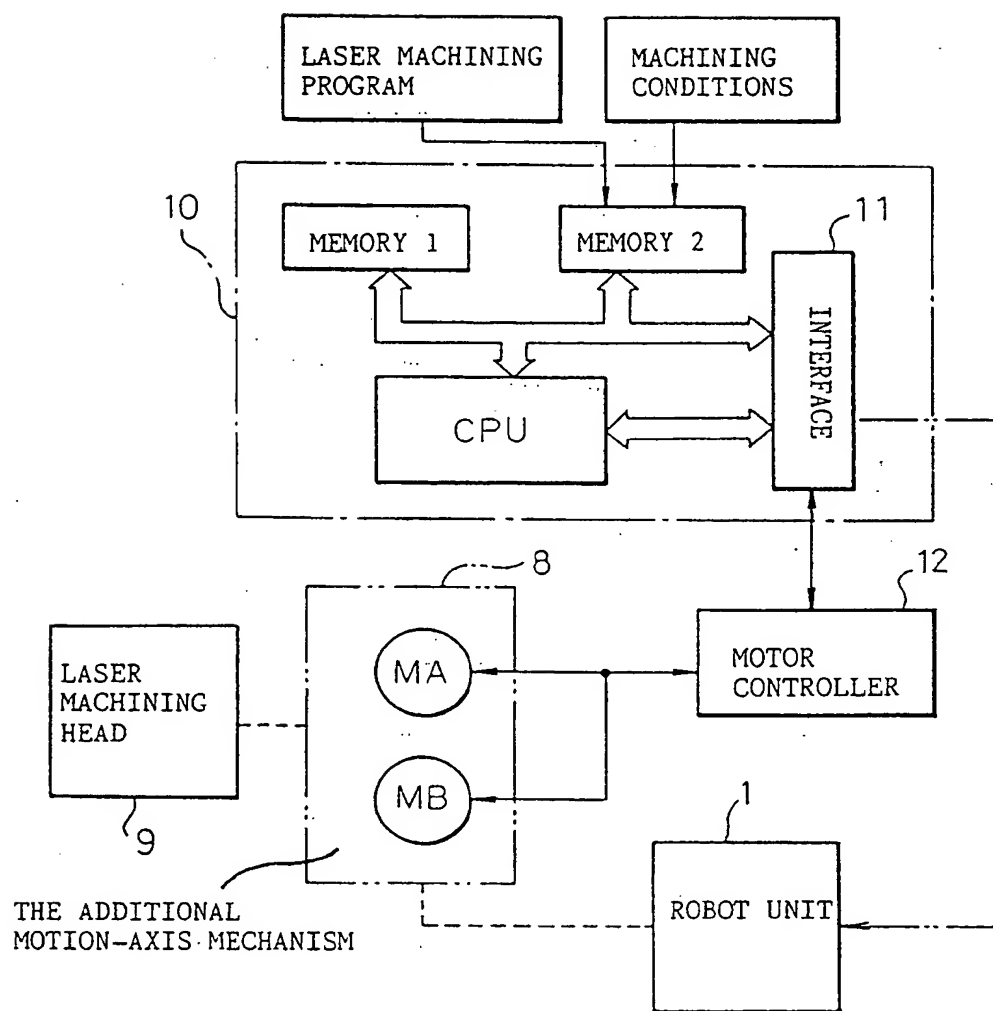 LASER MACHINING
PROGRAM
MACHINING
CONDITIONS
10
11
MEMORY 1
MEMORY 2
INTERFACE
CPU
8
12
LASER
MACHINING
HEAD
MA
MB
MOTOR
CONTROLLER
9
1
THE ADDITIONAL
MOTION-AXIS MECHANISM
ROBOT UNIT